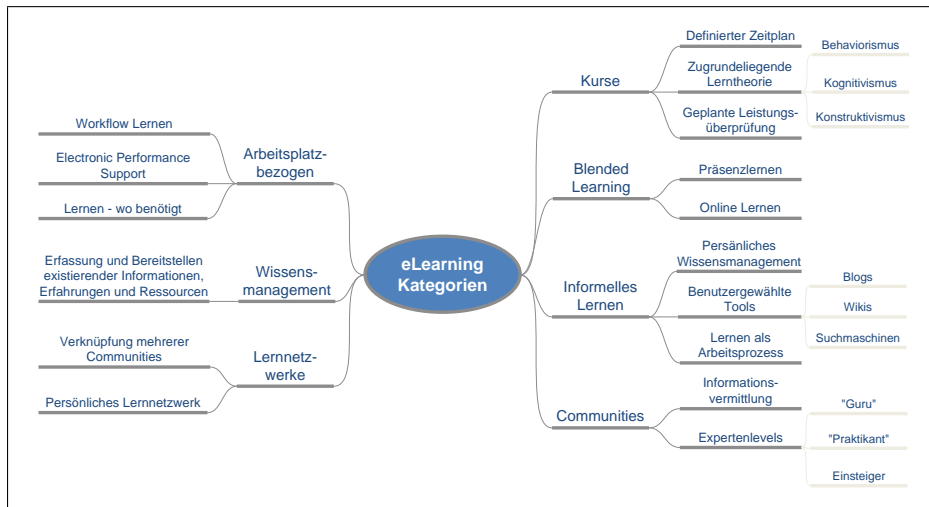 eLearning
Kategorien
Kurse
Definierter Zeitplan
Zugrundeliegende
Lerntheorie
Behaviorismus
Kognitivismus
Konstruktivismus
Geplante Leistungs-
überprüfung
Blended
Learning
Präsenzlernen
Online Lernen
Informelles
Lernen
Persönliches
Wissensmanagement
Benutzergewählte
Tools
Blogs
Wikis
Suchmaschinen
Lernen als
Arbeitsprozess
Communities
Informations-
vermittlung
Expertenlevels
"Guru"
"Praktikant"
Einsteiger
Arbeitsplatz-
bezogen
Workflow Lernen
Electronic Performance
Support
Lernen - wo benötigt
Wissens-
management
Erfassung und Bereitstellen
existierender Informationen,
Erfahrungen und Ressourcen
Lernnetz-
werke
Verknüpfung mehrerer
Communities
Persönliches Lernnetzwerk